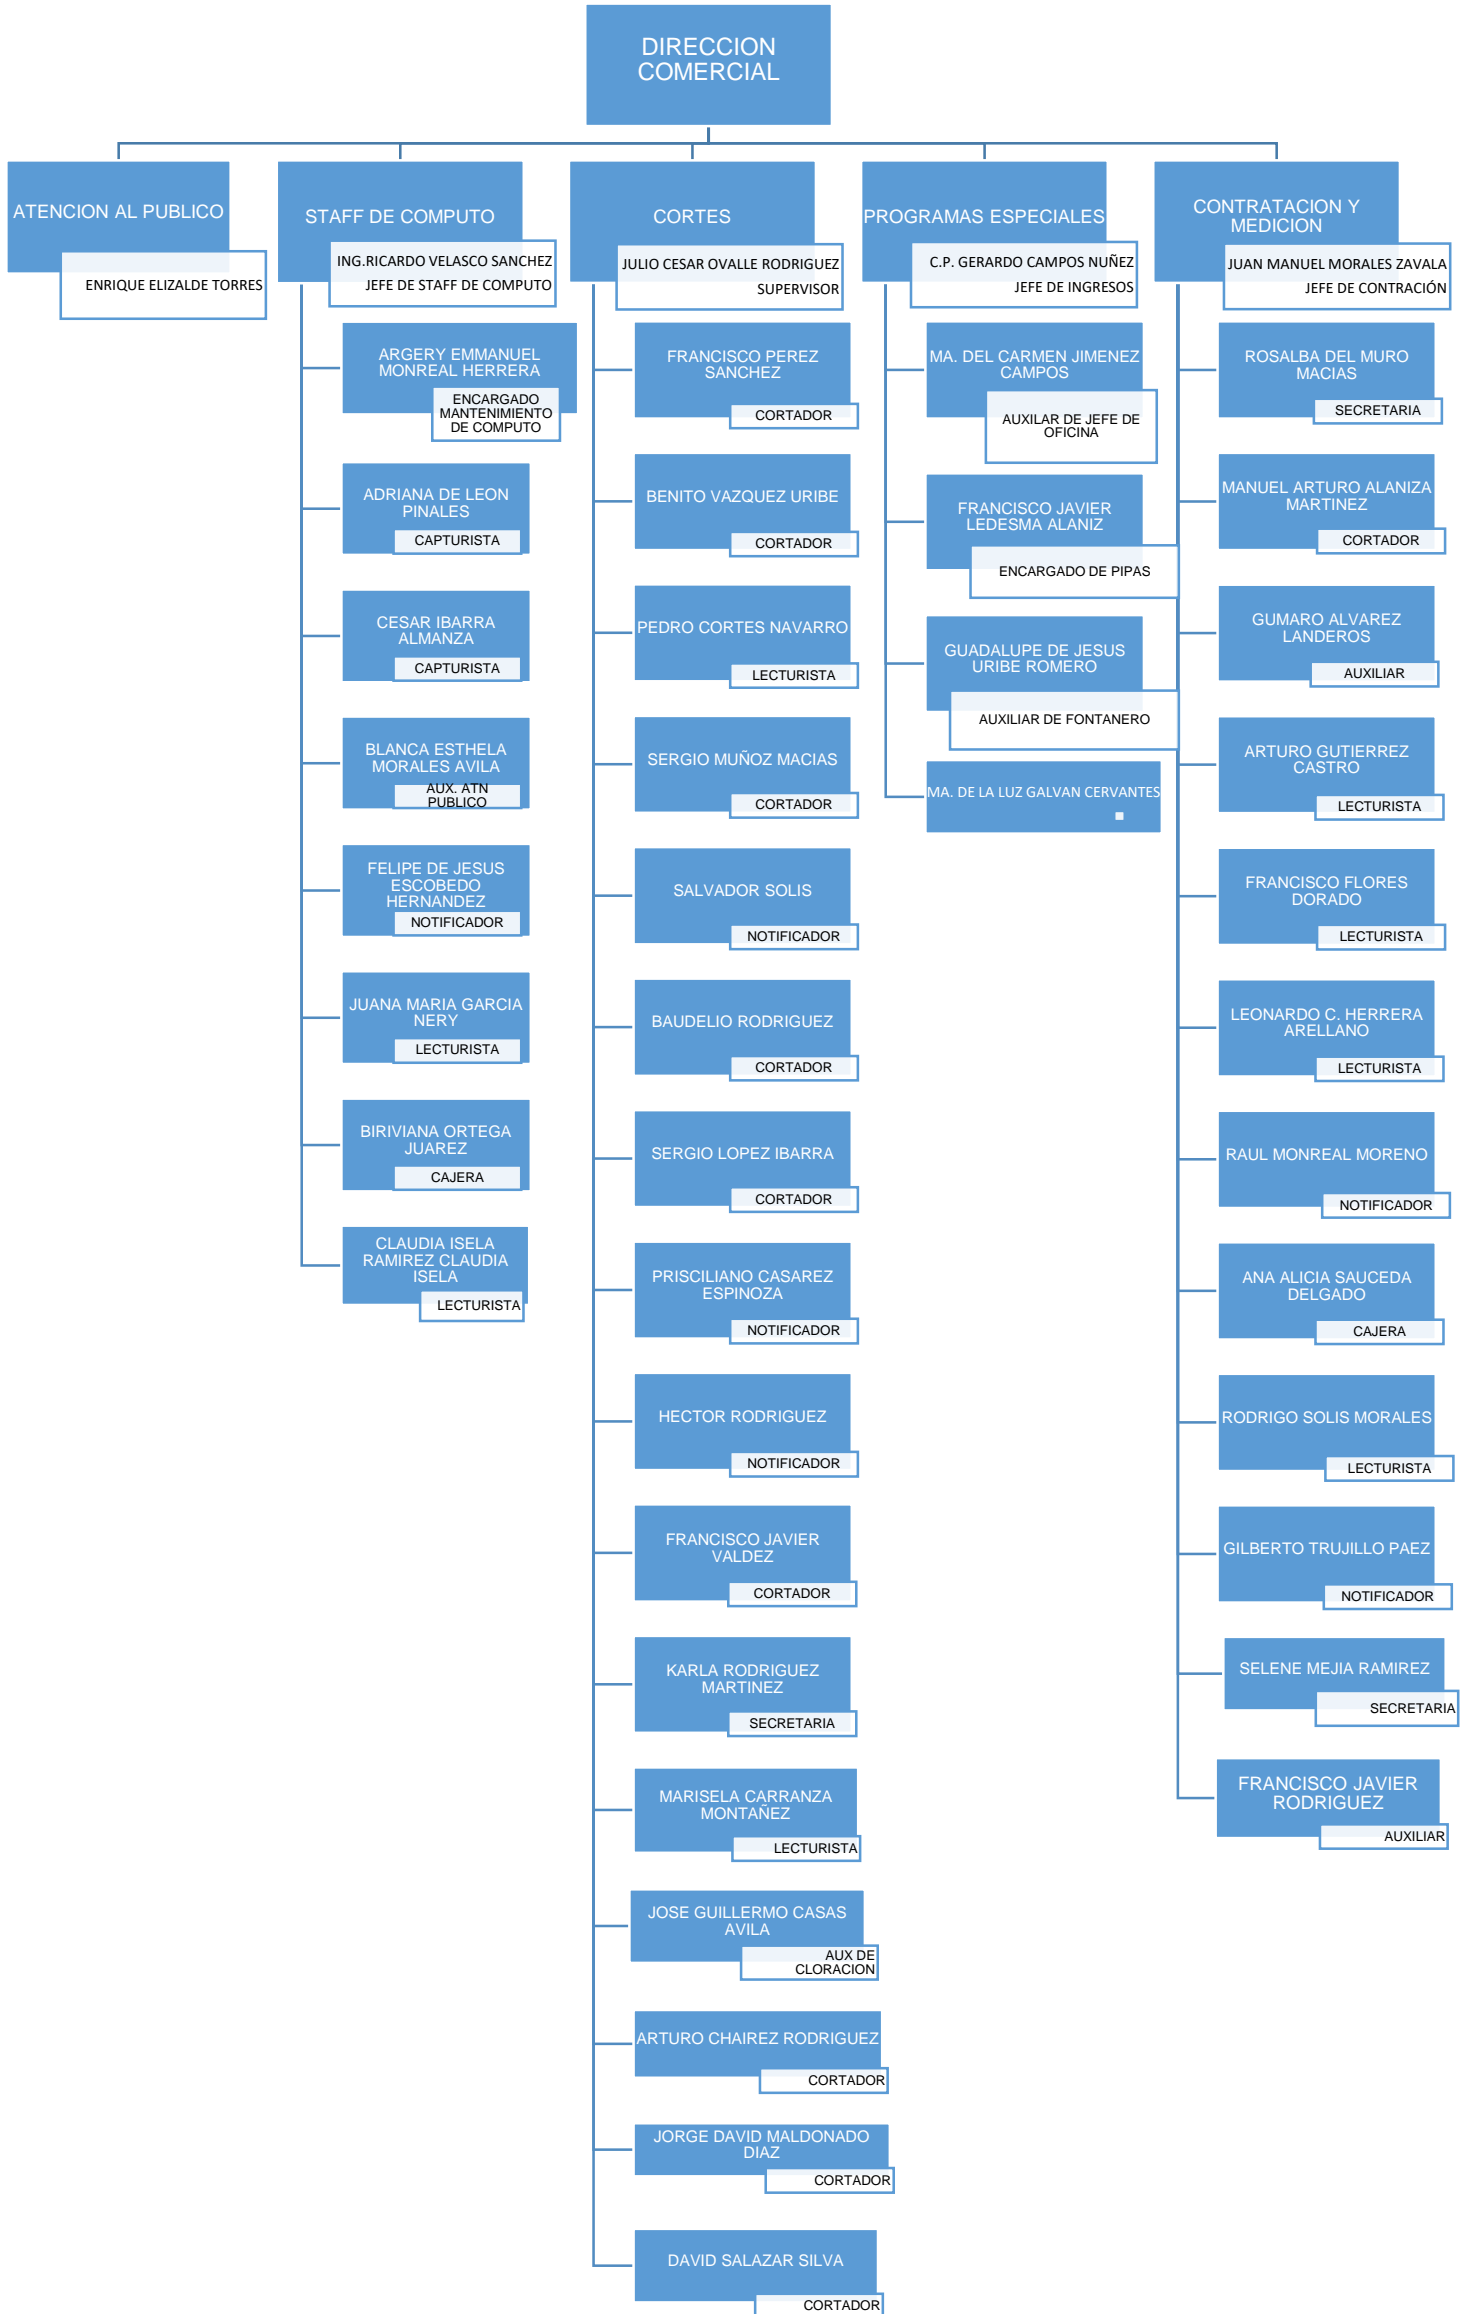 DIRECCION
COMERCIAL
ATENCION AL PUBLICO
ENRIQUE ELIZALDE TORRES
STAFF DE COMPUTO
ING.RICARDO VELASCO SANCHEZ
JEFE DE STAFF DE COMPUTO
ARGERY EMMANUEL
MONREAL HERRERA
ENCARGADO
MANTENIMIENTO
DE COMPUTO
ADRIANA DE LEON
PINALES
CAPTURISTA
CESAR IBARRA
ALMANZA
CAPTURISTA
BLANCA ESTHELA
MORALES AVILA
AUX. ATN
PUBLICO
FELIPE DE JESUS
ESCOBEDO
HERNANDEZ
NOTIFICADOR
JUANA MARIA GARCIA
NERY
LECTURISTA
BIRIVIANA ORTEGA
JUAREZ
CAJERA
CLAUDIA ISELA
RAMIREZ CLAUDIA
ISELA
LECTURISTA
CORTES
JULIO CESAR OVALLE RODRIGUEZ
SUPERVISOR
FRANCISCO PEREZ
SANCHEZ
CORTADOR
BENITO VAZQUEZ URIBE
CORTADOR
PEDRO CORTES NAVARRO
LECTURISTA
SERGIO MUÑOZ MACIAS
CORTADOR
SALVADOR SOLIS
NOTIFICADOR
BAUDELIO RODRIGUEZ
CORTADOR
SERGIO LOPEZ IBARRA
CORTADOR
PRISCILIANO CASAREZ
ESPINOZA
NOTIFICADOR
HECTOR RODRIGUEZ
NOTIFICADOR
FRANCISCO JAVIER
VALDEZ
CORTADOR
KARLA RODRIGUEZ
MARTINEZ
SECRETARIA
MARISELA CARRANZA
MONTAÑEZ
LECTURISTA
JOSE GUILLERMO CASAS
AVILA
AUX DE
CLORACION
ARTURO CHAIREZ RODRIGUEZ
CORTADOR
JORGE DAVID MALDONADO
DIAZ
CORTADOR
DAVID SALAZAR SILVA
CORTADOR
PROGRAMAS ESPECIALES
C.P. GERARDO CAMPOS NUÑEZ
JEFE DE INGRESOS
MA. DEL CARMEN JIMENEZ
CAMPOS
AUXILAR DE JEFE DE
OFICINA
FRANCISCO JAVIER
LEDESMA ALANIZ
ENCARGADO DE PIPAS
GUADALUPE DE JESUS
URIBE ROMERO
AUXILIAR DE FONTANERO
MA. DE LA LUZ GALVAN CERVANTES
CONTRATACION Y
MEDICION
JUAN MANUEL MORALES ZAVALA
JEFE DE CONTRACIÓN
ROSALBA DEL MURO
MACIAS
SECRETARIA
MANUEL ARTURO ALANIZA
MARTINEZ
CORTADOR
GUMARO ALVAREZ
LANDEROS
AUXILIAR
ARTURO GUTIERREZ
CASTRO
LECTURISTA
FRANCISCO FLORES
DORADO
LECTURISTA
LEONARDO C. HERRERA
ARELLANO
LECTURISTA
RAUL MONREAL MORENO
NOTIFICADOR
ANA ALICIA SAUCEDA
DELGADO
CAJERA
RODRIGO SOLIS MORALES
LECTURISTA
GILBERTO TRUJILLO PAEZ
NOTIFICADOR
SELENE MEJIA RAMIREZ
SECRETARIA
FRANCISCO JAVIER
RODRIGUEZ
AUXILIAR